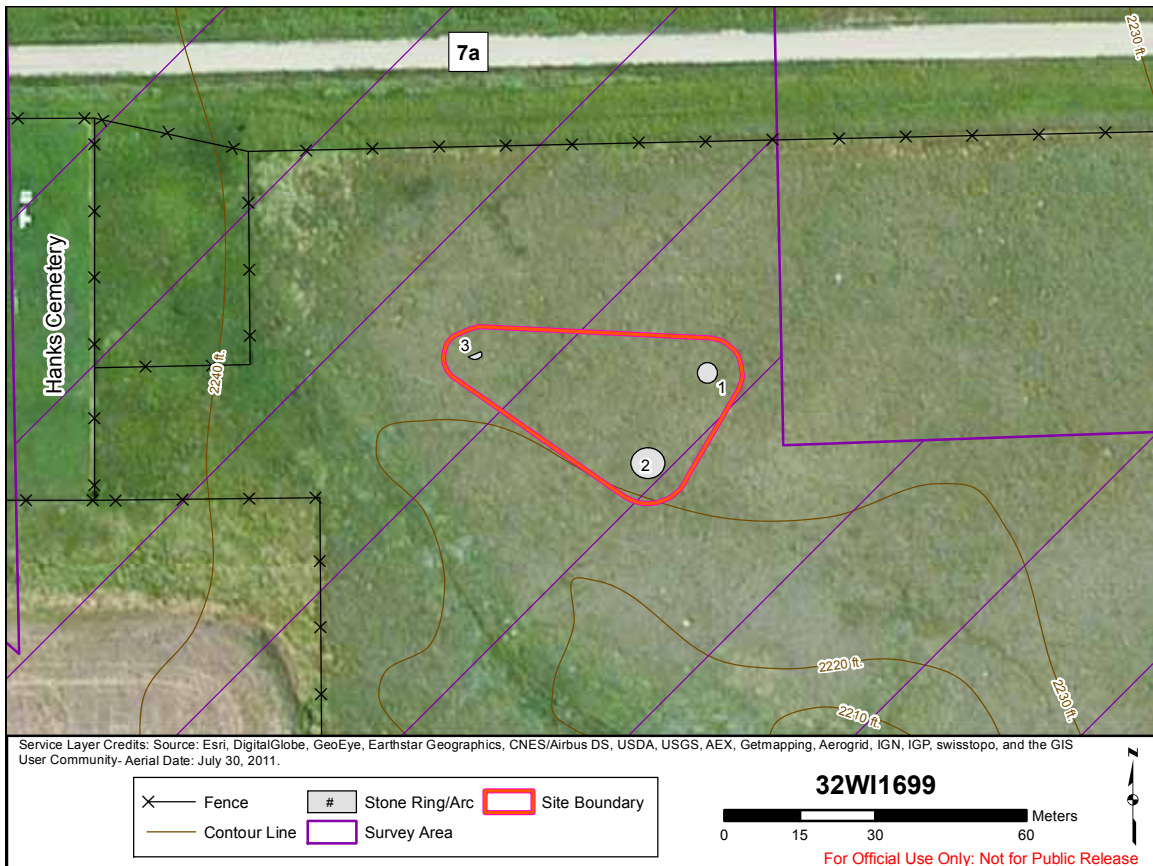 7a
2230 ft.
Hanks Cemetery
2240 ft.
3
1
2
2220 ft.
2230 ft.
2210 ft.
Service Layer Credits: Source: Esri, DigitalGlobe, GeoEye, Earthstar Geographics, CNES/Airbus DS, USDA, USGS, AEX, Getmapping, Aerogrid, IGN, IGP, swisstopo, and the GIS
User Community- Aerial Date: July 30, 2011.
Fence
# Stone Ring/Arc
Site Boundary
Contour Line
Survey Area
32WI1699
Meters
0 15 30 60
N
For Official Use Only: Not for Public Release